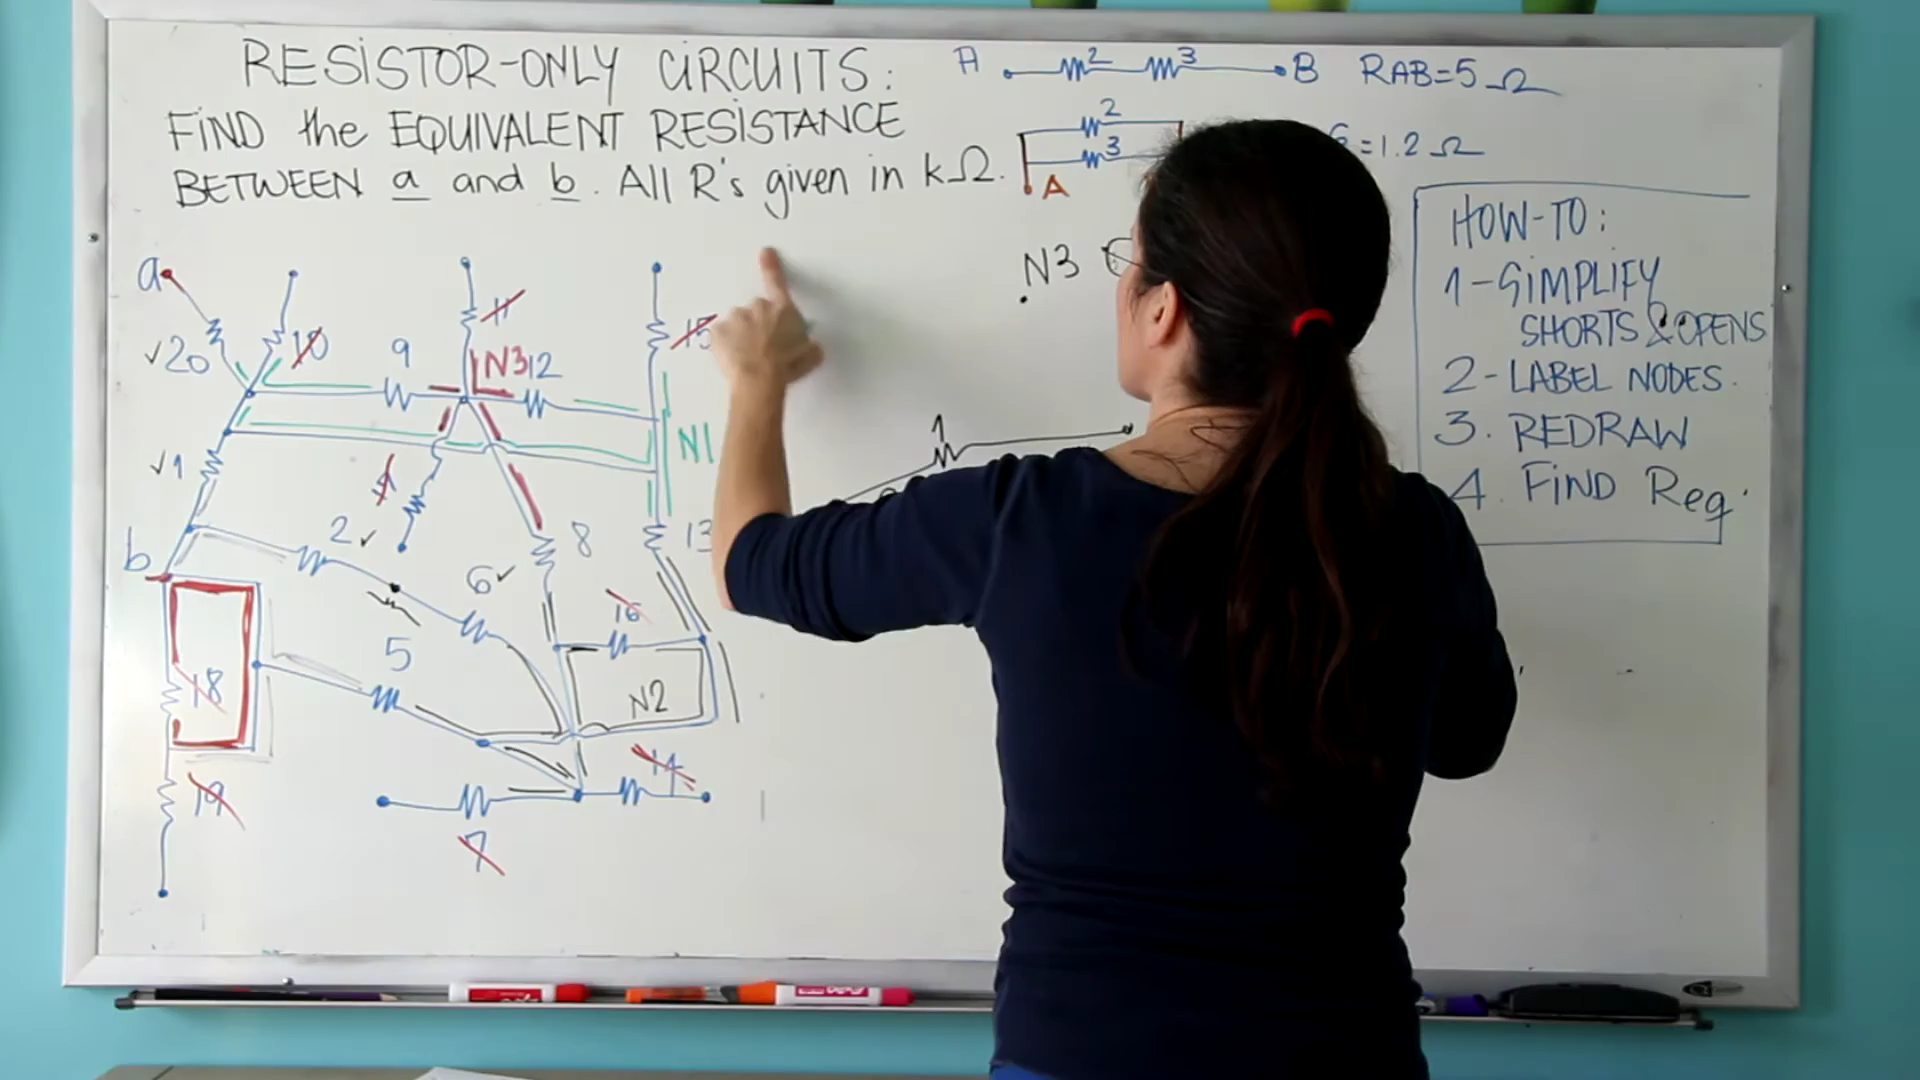 RESISTOR-ONLY CIRCUITS:
FIND the EQUIVALENT RESISTANCE
BETWEEN a and b. All R's given in kΩ.
A 2 3 B RAB=5Ω
2
3
A
=1.2Ω
HOW-TO:
1-SIMPLIFY
SHORTS & OPENS
2-LABEL NODES.
3. REDRAW
4. FIND Req.
N3
1
a
✓20
10
9
11
N3
12
15
N1
✓1
4
2 ✓
8
13
b
6 ✓
16
5
N2
18
14
19
7